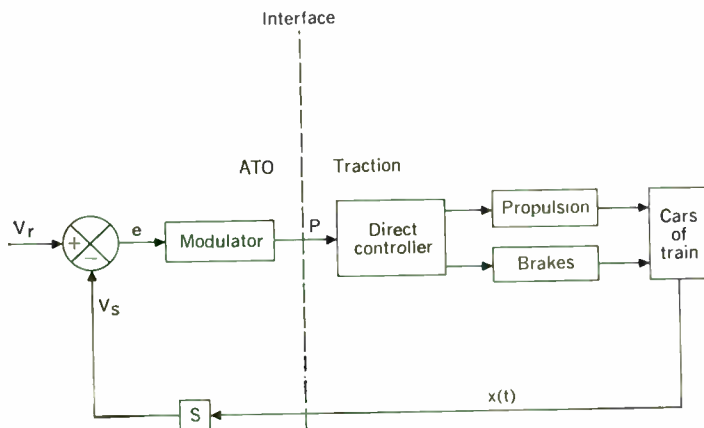 Interface
ATO
Traction
Vr
+
−
e
Modulator
P
Direct
controller
Propulsion
Brakes
Cars
of
train
Vs
S
x(t)